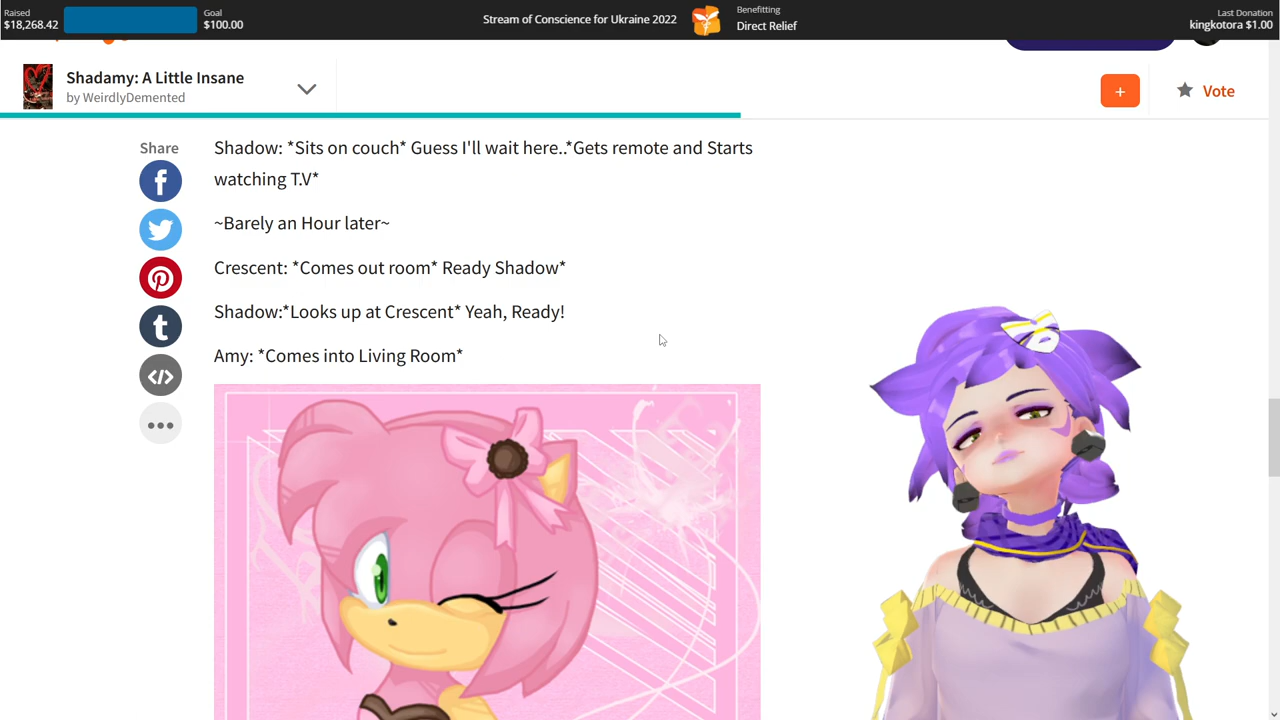 Raised
$18,268.42
Goal
$100.00
Stream of Conscience for Ukraine 2022
Benefitting
Direct Relief
Last Donation
kingkotora $1.00
Shadamy: A Little Insane
by WeirdlyDemented
+
Vote
Share
Shadow: *Sits on couch* Guess I'll wait here..*Gets remote and Starts
watching T.V*
~Barely an Hour later~
Crescent: *Comes out room* Ready Shadow*
Shadow:*Looks up at Crescent* Yeah, Ready!
Amy: *Comes into Living Room*